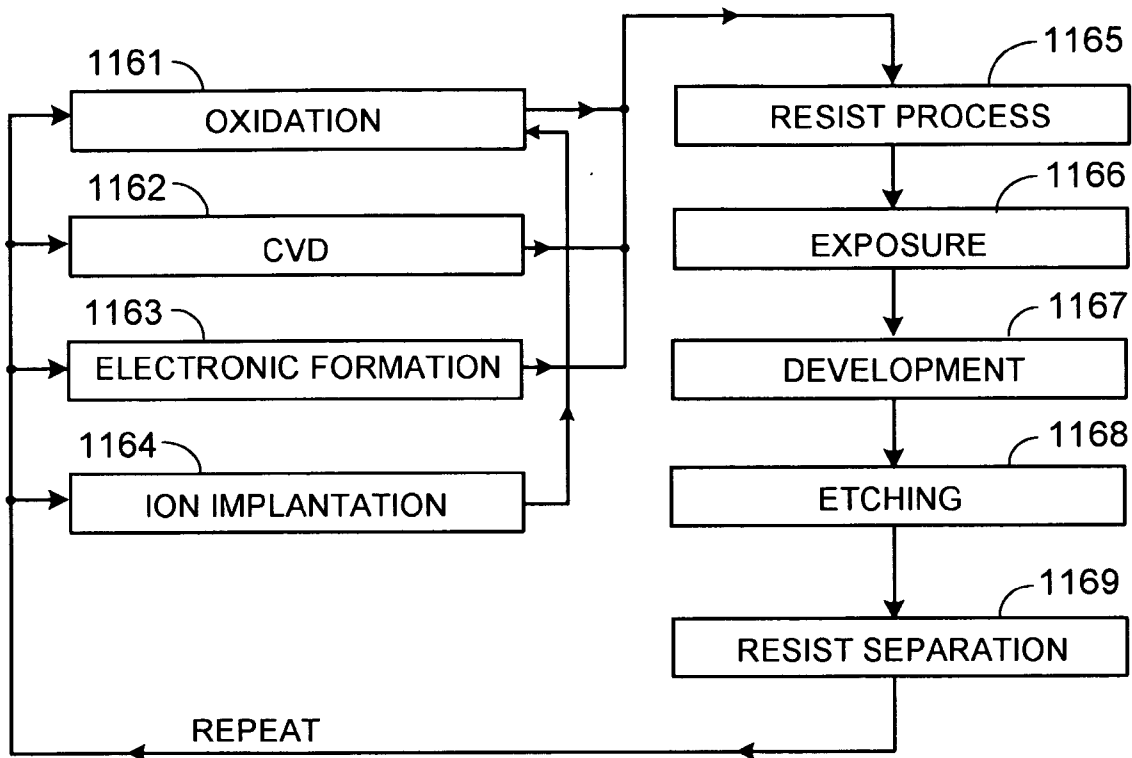 1161
OXIDATION
1162
CVD
1163
ELECTRONIC FORMATION
1164
ION IMPLANTATION
1165
RESIST PROCESS
1166
EXPOSURE
1167
DEVELOPMENT
1168
ETCHING
1169
RESIST SEPARATION
REPEAT